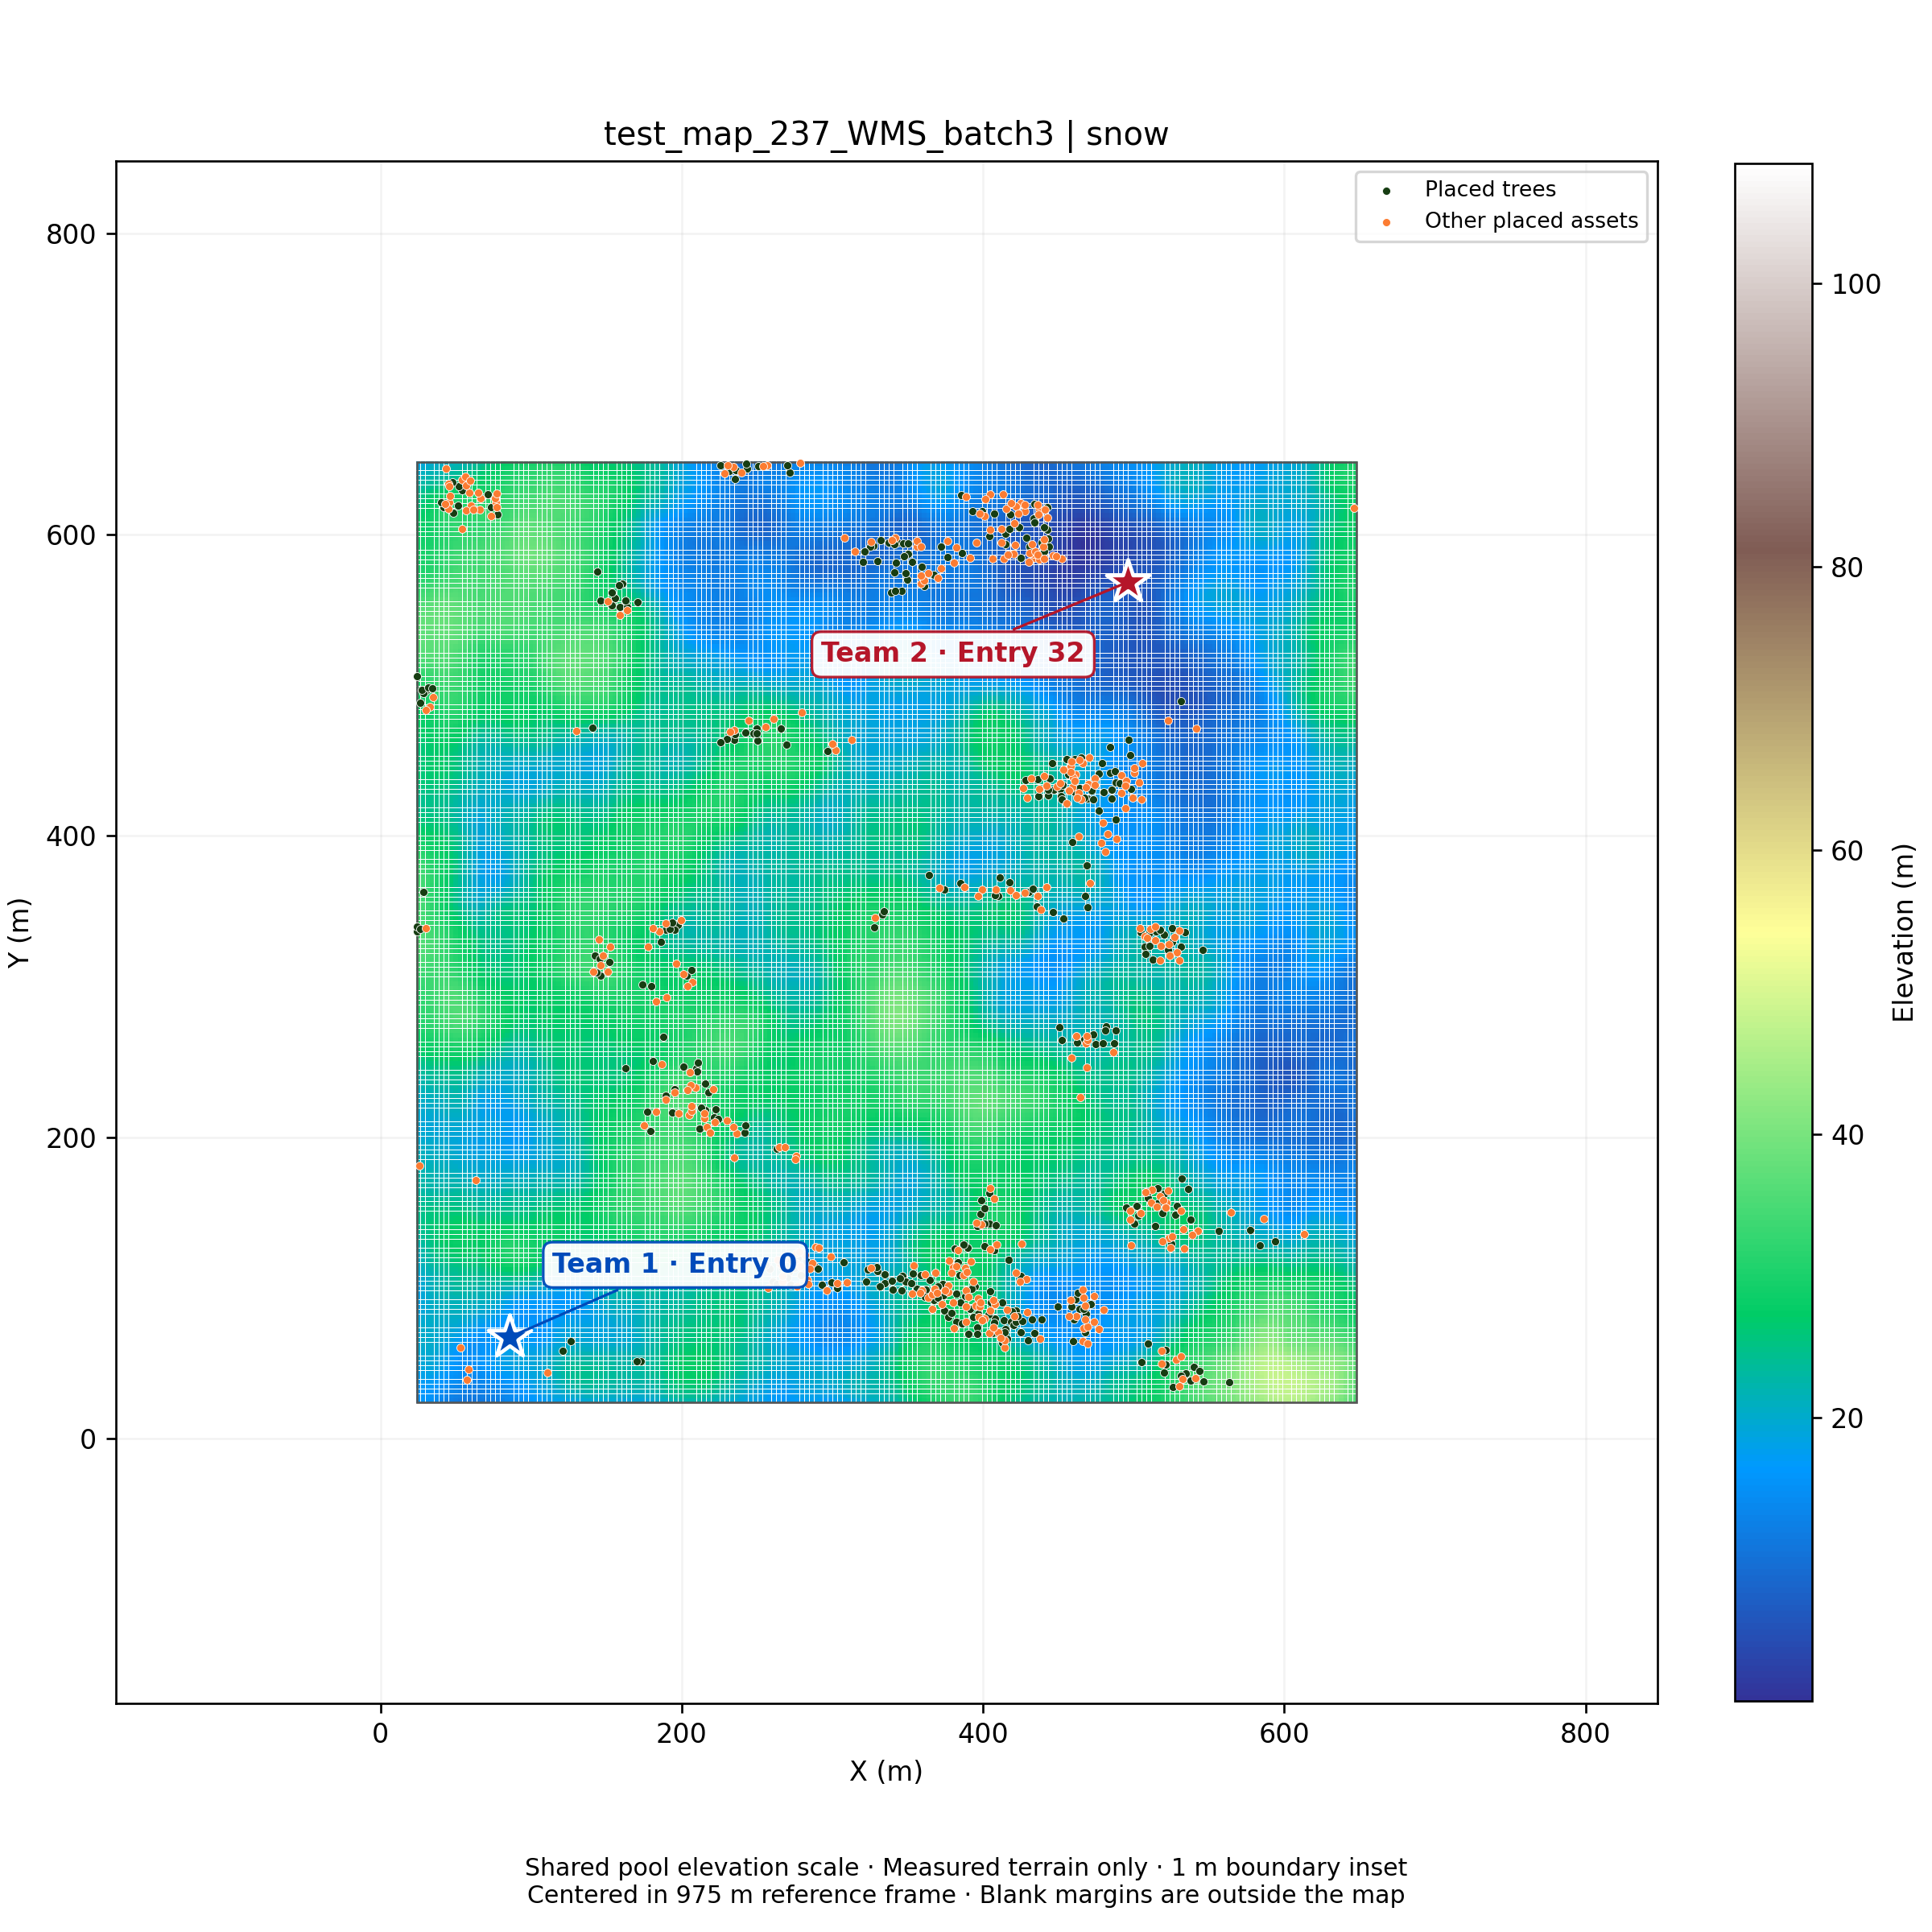 test_map_237_WMS_batch3 | snow
Placed trees
Other placed assets
800
600
400
200
0
Y (m)
Team 2 · Entry 32
Team 1 · Entry 0
0
200
400
600
800
X (m)
100
80
60
40
20
Elevation (m)
Shared pool elevation scale · Measured terrain only · 1 m boundary inset
Centered in 975 m reference frame · Blank margins are outside the map